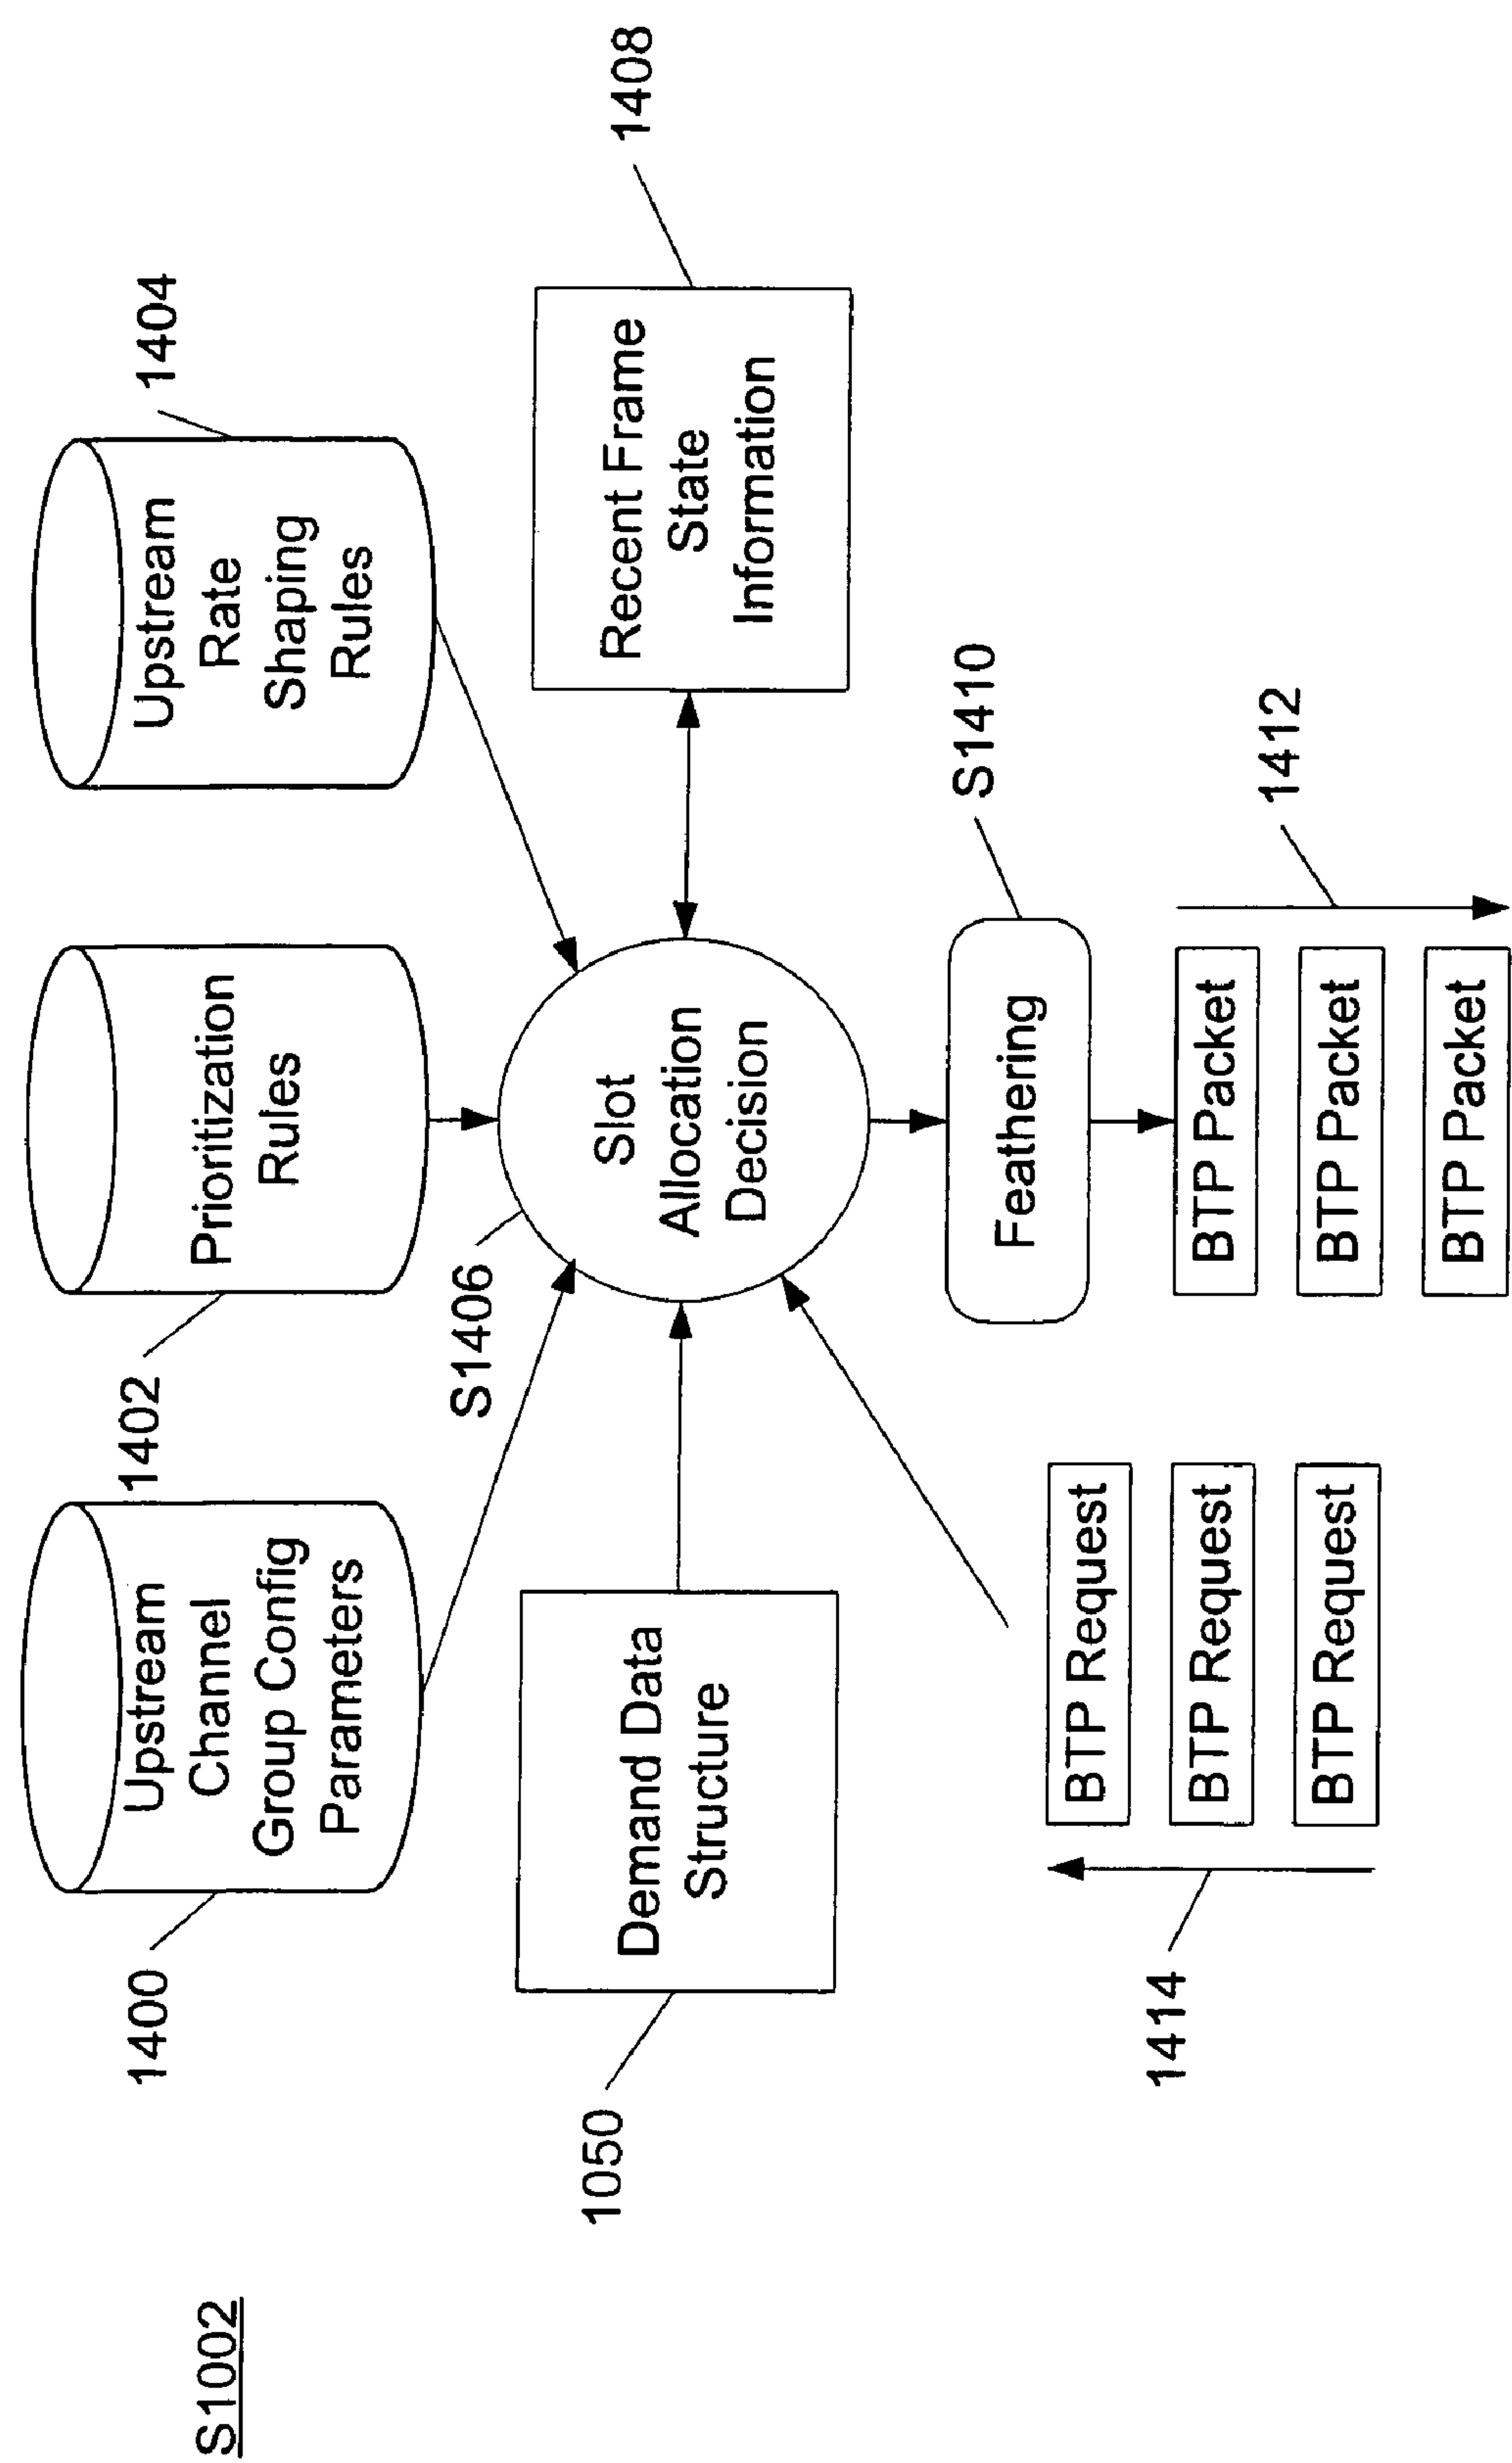 S1002
1400
Upstream
Channel
Group Config
Parameters
1402
Prioritization
Rules
Upstream
Rate
Shaping
Rules
1404
1050
Demand Data
Structure
S1406
Slot
Allocation
Decision
Recent Frame
State
Information
1408
Feathering
S1410
1414
BTP Request
BTP Request
BTP Request
BTP Packet
BTP Packet
BTP Packet
1412